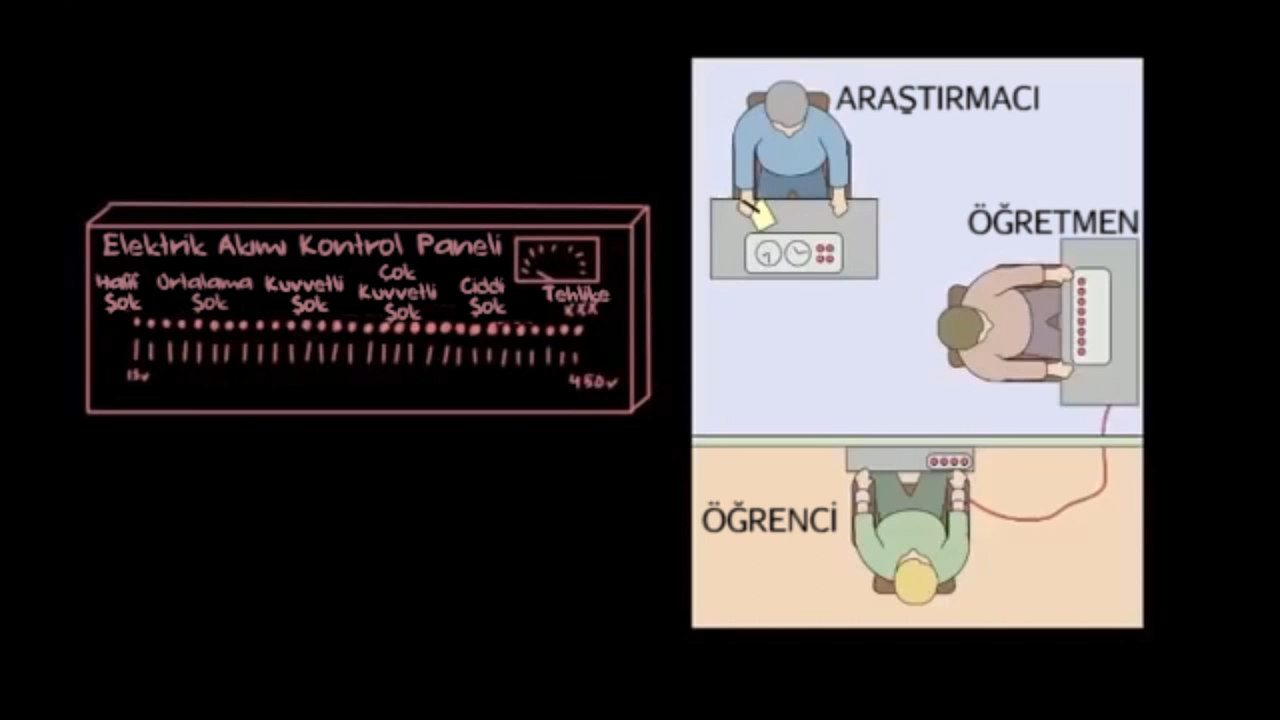 Elektrik Akımı Kontrol Paneli
Hafif Şok
Ortalama Şok
Kuvvetli Şok
Çok Kuvvetli Şok
Ciddi Şok
Tehlike xxx
15v
450v
ARAŞTIRMACI
ÖĞRETMEN
ÖĞRENCİ